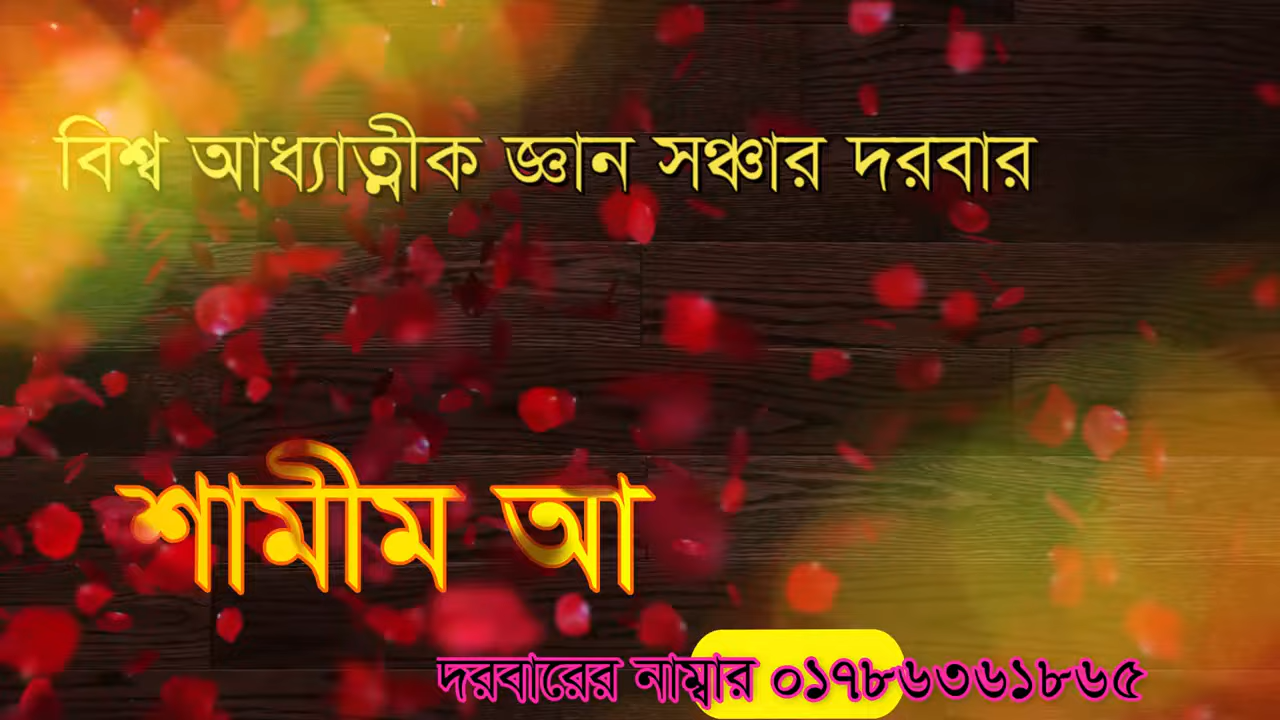 বিশ্ব আধ্যাত্নীক জ্ঞান সঞ্চার দরবার
শামীম আ
দরবারের নাম্বার ০১৭৮৬৩৬১৮৬৫